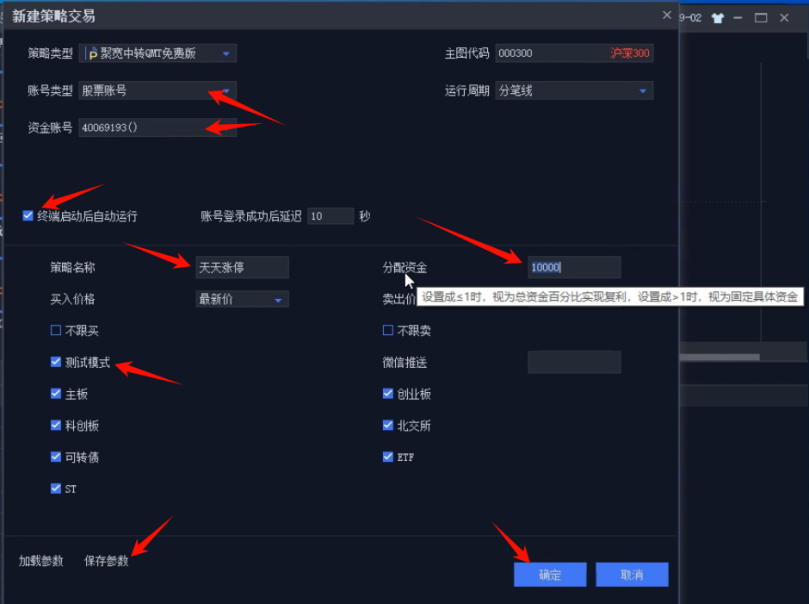 新建策略交易
9-02
策略类型 聚宽中转QMT免费版 主图代码 000300 沪深300
账号类型 股票账号 运行周期 分笔线
资金账号 40069193()
终端启动后自动运行 账号登录成功后延迟 10 秒
策略名称 天天涨停 分配资金 10000
买入价格 最新价 卖出价
设置成≤1时，视为总资金百分比实现复利，设置成>1时，视为固定具体资金
不跟买 不跟卖
测试模式 微信推送
主板 创业板
科创板 北交所
可转债 ETF
ST
加载参数 保存参数 确定 取消